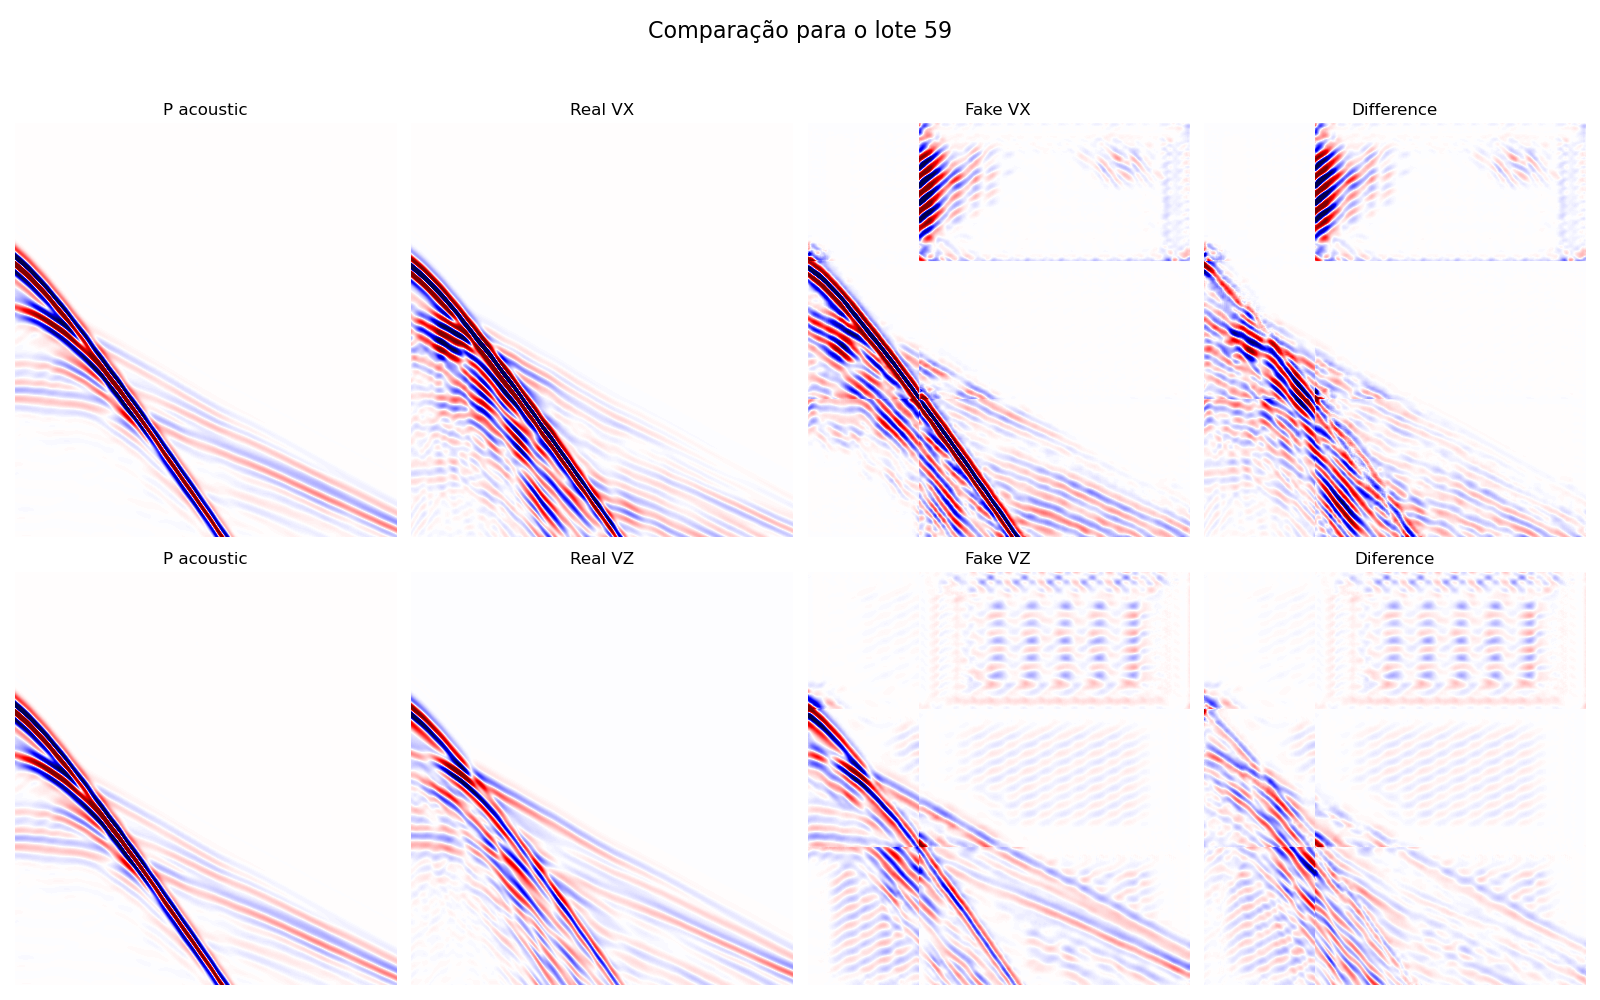 Comparação para o lote 59
P acoustic
Real VX
Fake VX
Difference
P acoustic
Real VZ
Fake VZ
Diference